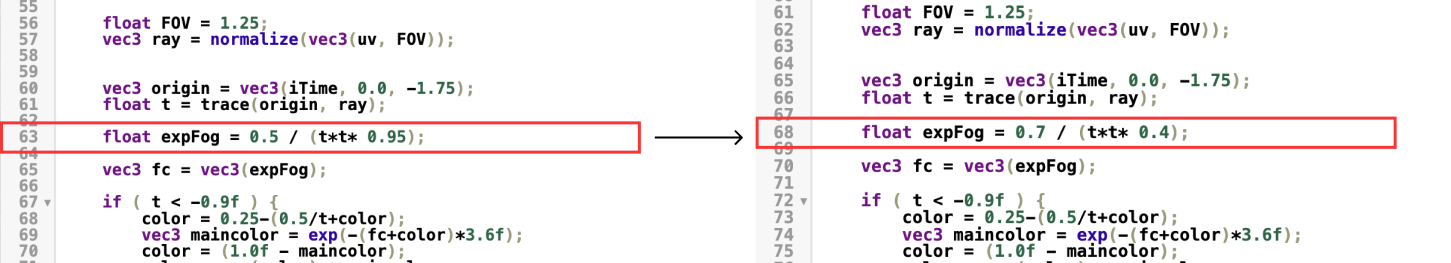 55
56 float FOV = 1.25;
57 vec3 ray = normalize(vec3(uv, FOV));
58
59
60 vec3 origin = vec3(iTime, 0.0, -1.75);
61 float t = trace(origin, ray);
62
63 float expFog = 0.5 / (t*t* 0.95);
64
65 vec3 fc = vec3(expFog);
66
67 if ( t < -0.9f ) {
68 color = 0.25-(0.5/t+color);
69 vec3 maincolor = exp(-(fc+color)*3.6f);
70 color = (1.0f - maincolor);
61 float FOV = 1.25;
62 vec3 ray = normalize(vec3(uv, FOV));
63
64
65 vec3 origin = vec3(iTime, 0.0, -1.75);
66 float t = trace(origin, ray);
67
68 float expFog = 0.7 / (t*t* 0.4);
69
70 vec3 fc = vec3(expFog);
71
72 if ( t < -0.9f ) {
73 color = 0.25-(0.5/t+color);
74 vec3 maincolor = exp(-(fc+color)*3.6f);
75 color = (1.0f - maincolor);